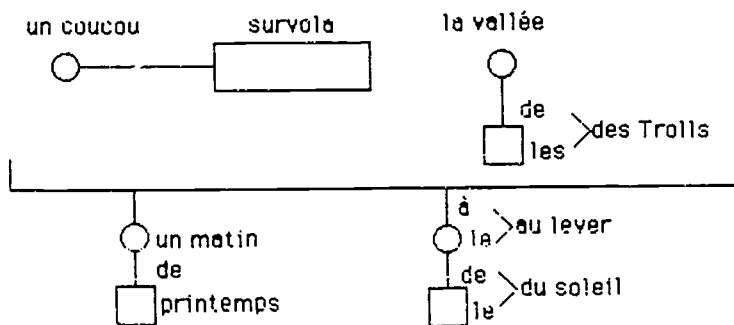 un coucou survola la vallée
de
les des Trolls
à
un matin le au lever
de de
printemps le du soleil